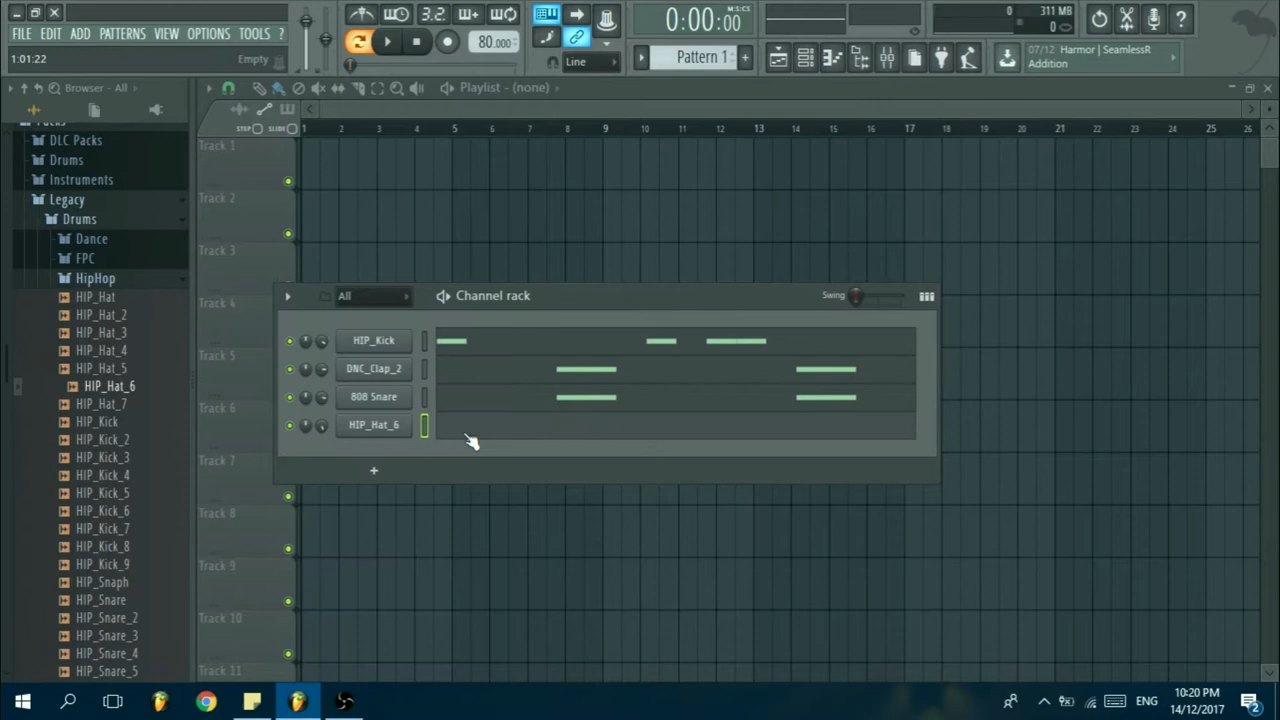 3.2.
80.000
0:00:00
M:S:CS
0
311 MB
0
FILE EDIT ADD PATTERNS VIEW OPTIONS TOOLS ?
1:01:22 Empty
Line
Pattern 1
07/12 Harmor | SeamlessR
Addition
Browser - All
Playlist - (none)
STEP SLIDE
1 2 3 4 5 6 7 8 9 10 11 12 13 14 15 16 17 18 19 20 21 22 23 24 25 26
Packs
DLC Packs
Drums
Instruments
Legacy
Drums
Dance
FPC
HipHop
HIP_Hat
HIP_Hat_2
HIP_Hat_3
HIP_Hat_4
HIP_Hat_5
HIP_Hat_6
HIP_Hat_7
HIP_Kick
HIP_Kick_2
HIP_Kick_3
HIP_Kick_4
HIP_Kick_5
HIP_Kick_6
HIP_Kick_7
HIP_Kick_8
HIP_Kick_9
HIP_Snaph
HIP_Snare
HIP_Snare_2
HIP_Snare_3
HIP_Snare_4
HIP_Snare_5
Track 1
Track 2
Track 3
Track 4
Track 5
Track 6
Track 7
Track 8
Track 9
Track 10
Track 11
All
Channel rack
Swing
HIP_Kick
DNC_Clap_2
808 Snare
HIP_Hat_6
+
ENG
10:20 PM
14/12/2017
2